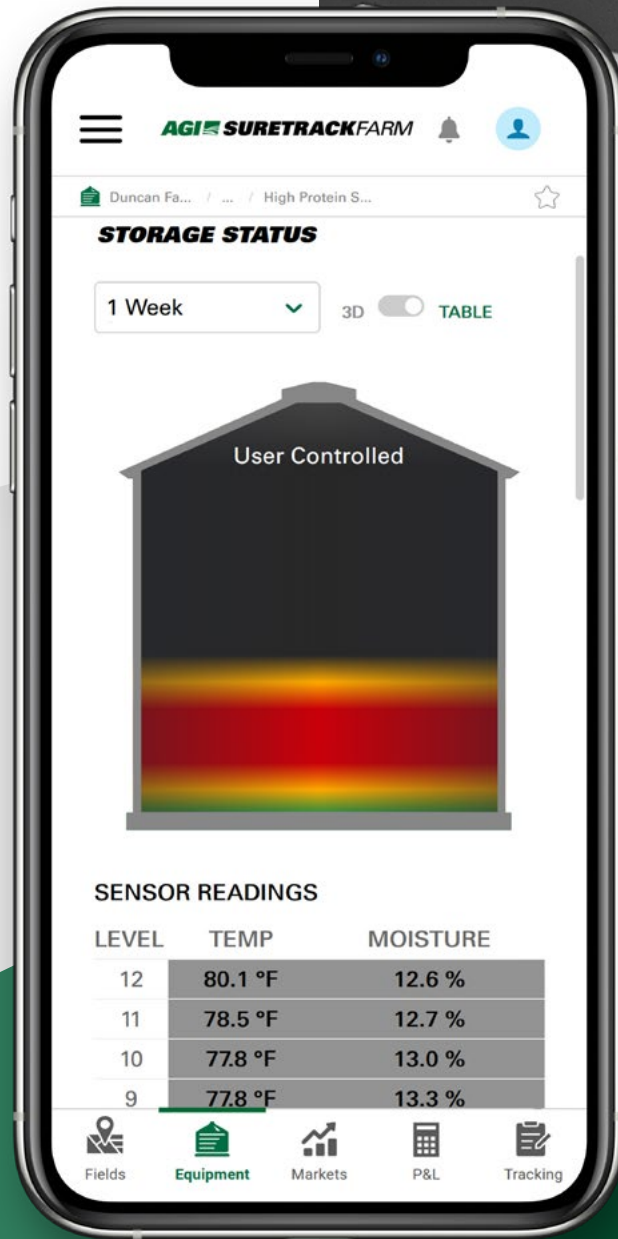 AGI SURETRACKFARM
Duncan Fa... / ... / High Protein S...
STORAGE STATUS
1 Week 3D TABLE
User Controlled
SENSOR READINGS
LEVEL TEMP MOISTURE
12 80.1 °F 12.6 %
11 78.5 °F 12.7 %
10 77.8 °F 13.0 %
9 77.8 °F 13.3 %
Fields Equipment Markets P&L Tracking